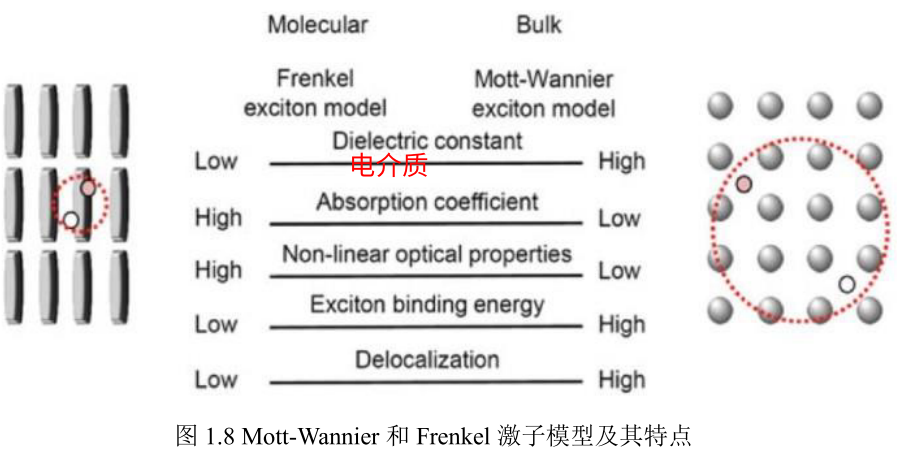 Molecular Bulk
Frenkel Mott-Wannier
exciton model exciton model
Dielectric constant
Low 电介质 High
Absorption coefficient
High Low
Non-linear optical properties
High Low
Exciton binding energy
Low High
Delocalization
Low High
图 1.8 Mott-Wannier 和 Frenkel 激子模型及其特点